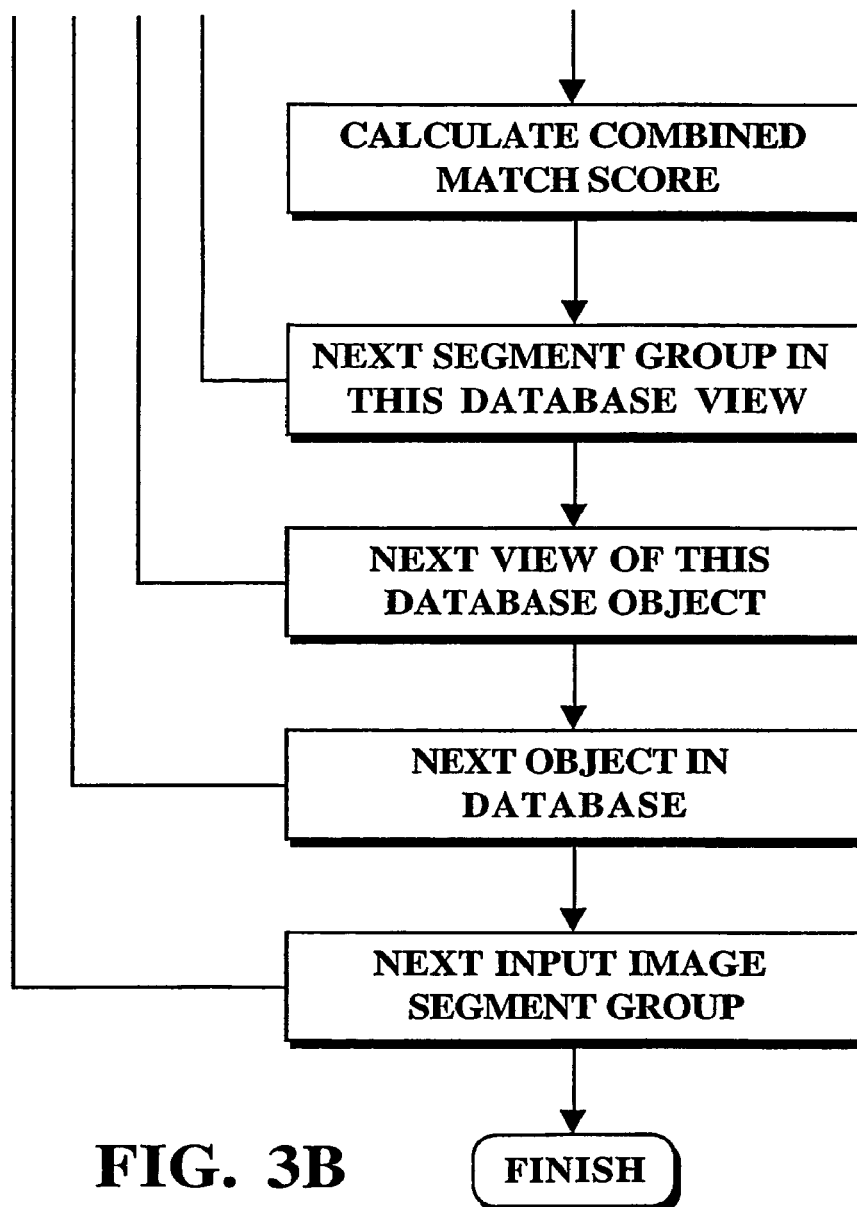 CALCULATE COMBINED
MATCH SCORE
NEXT SEGMENT GROUP IN
THIS DATABASE VIEW
NEXT VIEW OF THIS
DATABASE OBJECT
NEXT OBJECT IN
DATABASE
NEXT INPUT IMAGE
SEGMENT GROUP
FINISH
FIG. 3B